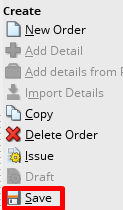 Create
New Order
Add Detail
Add details from
Import Details
Copy
Delete Order
Issue
Draft
Save